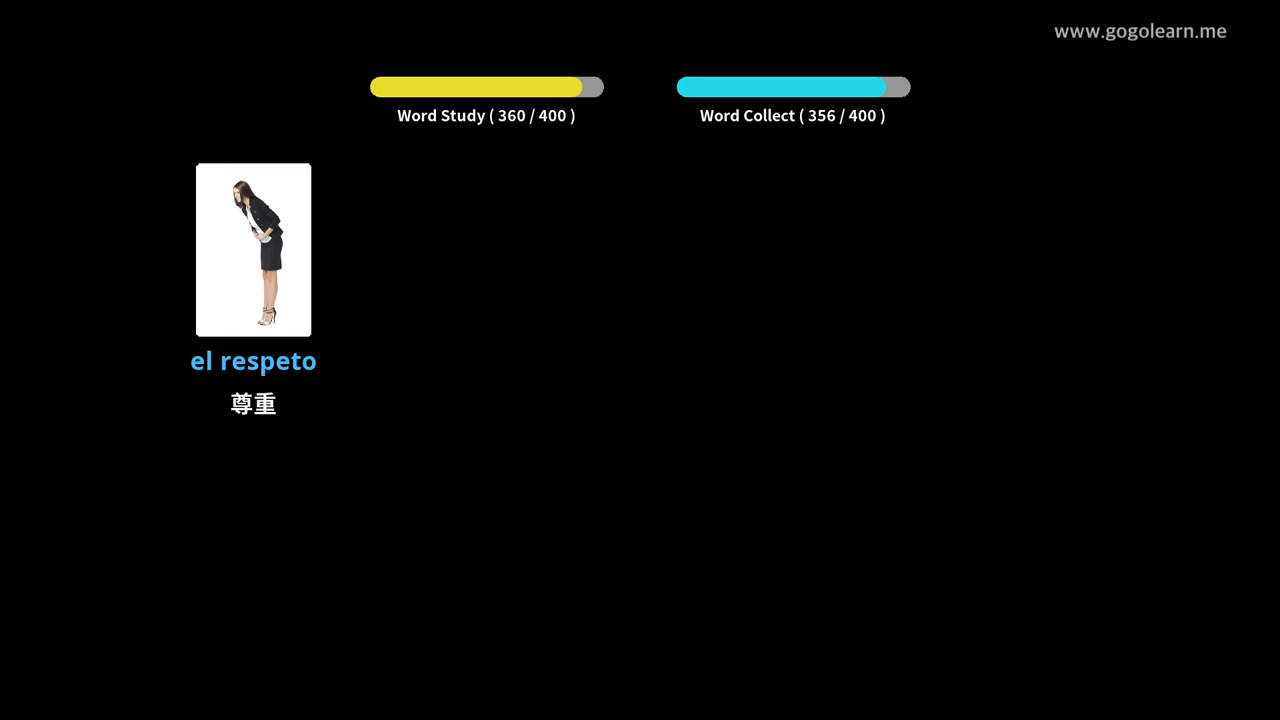 www.gogolearn.me
Word Study ( 360 / 400 )
Word Collect ( 356 / 400 )
el respeto
尊重